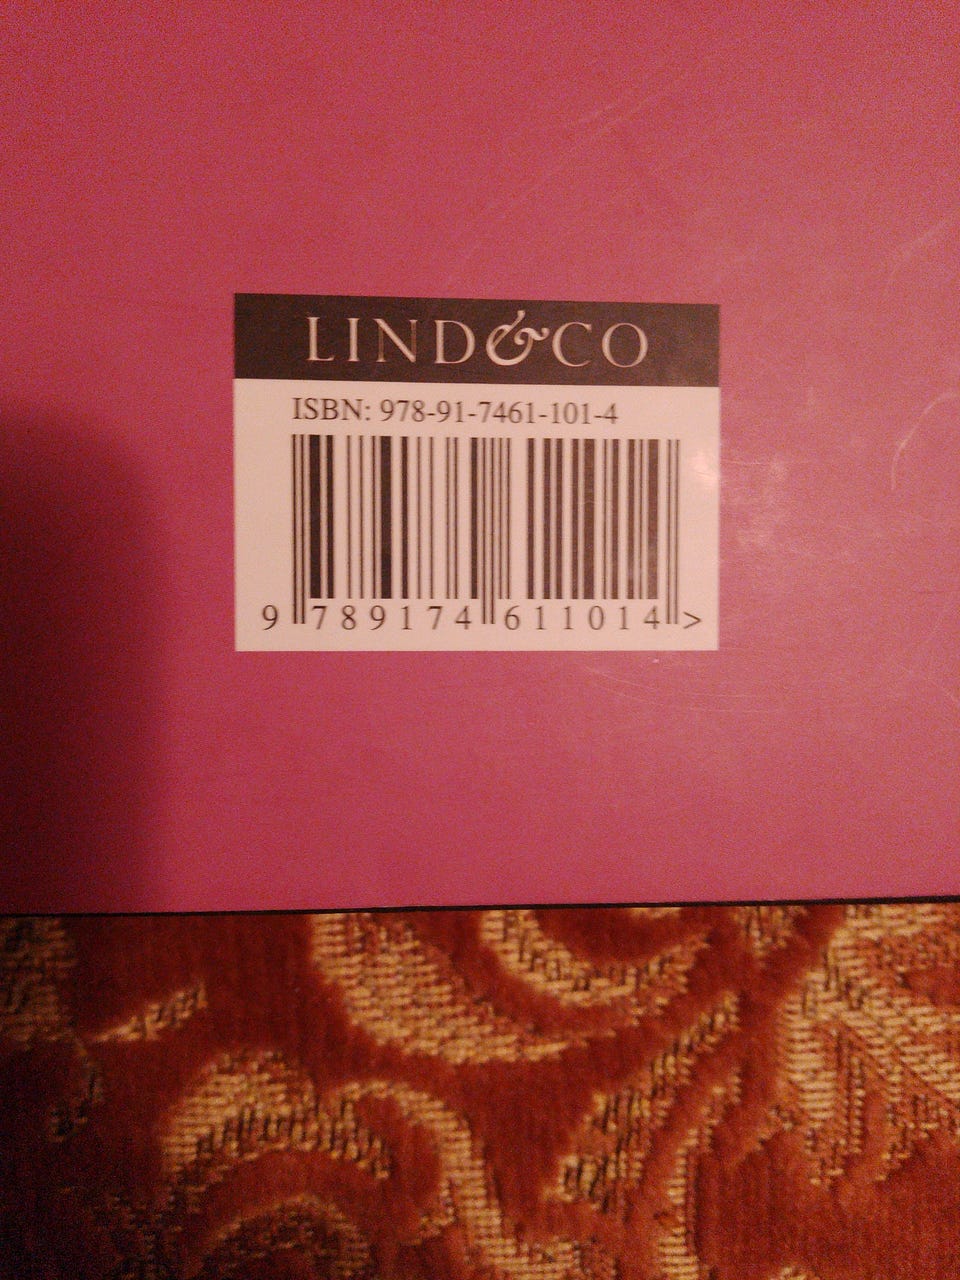 LIND&CO
ISBN: 978-91-7461-101-4
9 789174 611014 >